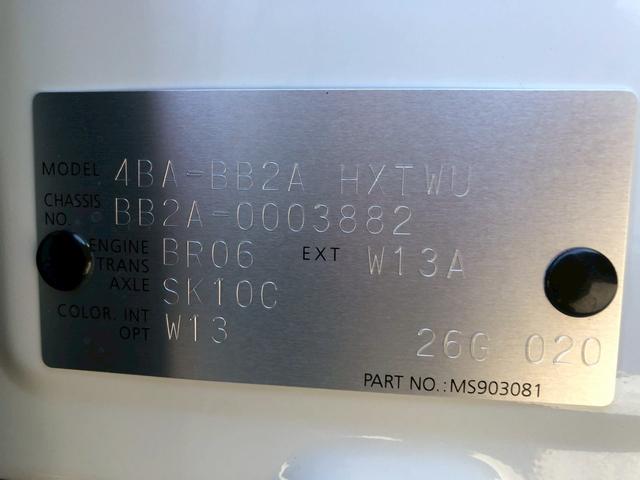 MODEL 4BA-BB2A HXTWU
CHASSIS NO. BB2A-0003882
ENGINE BR06 EXT W13A
TRANS AXLE SK10C
COLOR. INT OPT W13 26G 020
PART NO.:MS903081